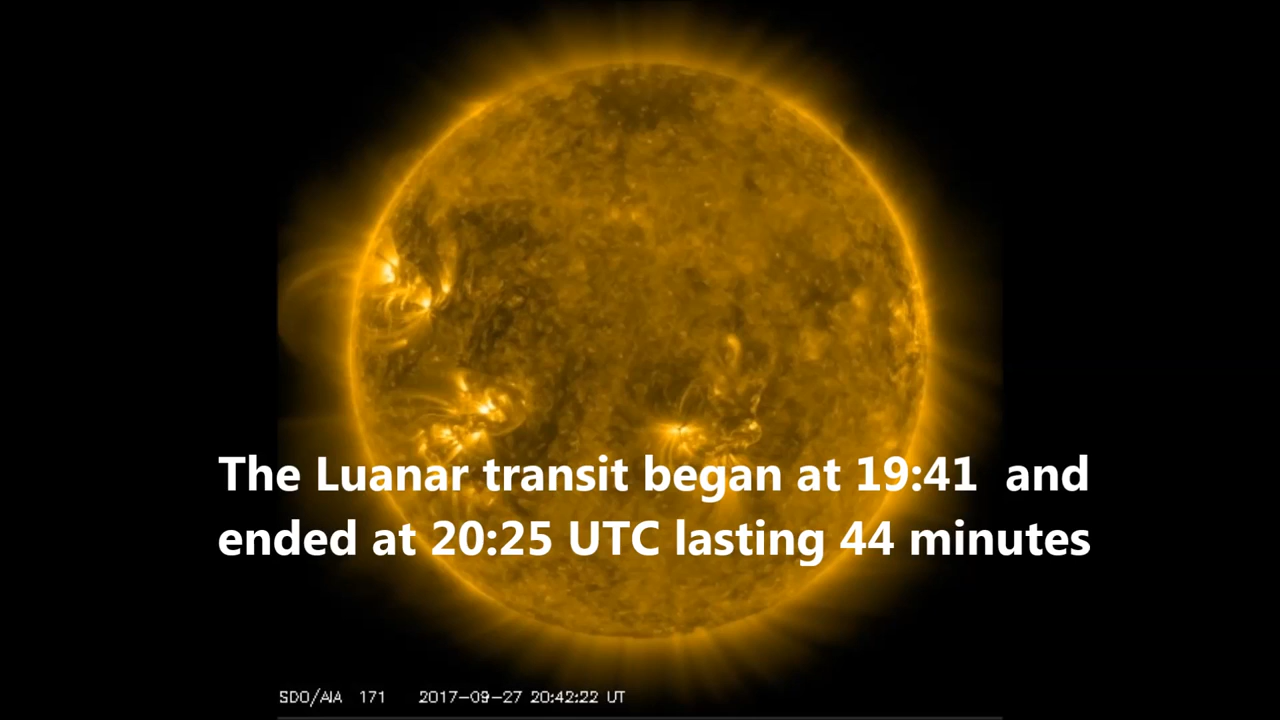 The Luanar transit began at 19:41  and
ended at 20:25 UTC lasting 44 minutes
SDO/AIA  171  2017-09-27 20:42:22 UT